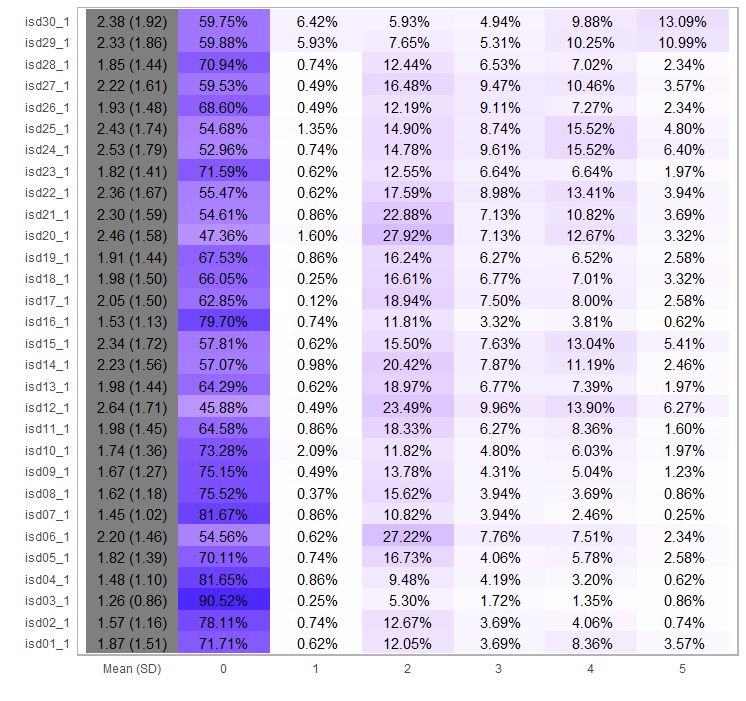 isd30_1 2.38 (1.92) 59.75% 6.42% 5.93% 4.94% 9.88% 13.09%
isd29_1 2.33 (1.86) 59.88% 5.93% 7.65% 5.31% 10.25% 10.99%
isd28_1 1.85 (1.44) 70.94% 0.74% 12.44% 6.53% 7.02% 2.34%
isd27_1 2.22 (1.61) 59.53% 0.49% 16.48% 9.47% 10.46% 3.57%
isd26_1 1.93 (1.48) 68.60% 0.49% 12.19% 9.11% 7.27% 2.34%
isd25_1 2.43 (1.74) 54.68% 1.35% 14.90% 8.74% 15.52% 4.80%
isd24_1 2.53 (1.79) 52.96% 0.74% 14.78% 9.61% 15.52% 6.40%
isd23_1 1.82 (1.41) 71.59% 0.62% 12.55% 6.64% 6.64% 1.97%
isd22_1 2.36 (1.67) 55.47% 0.62% 17.59% 8.98% 13.41% 3.94%
isd21_1 2.30 (1.59) 54.61% 0.86% 22.88% 7.13% 10.82% 3.69%
isd20_1 2.46 (1.58) 47.36% 1.60% 27.92% 7.13% 12.67% 3.32%
isd19_1 1.91 (1.44) 67.53% 0.86% 16.24% 6.27% 6.52% 2.58%
isd18_1 1.98 (1.50) 66.05% 0.25% 16.61% 6.77% 7.01% 3.32%
isd17_1 2.05 (1.50) 62.85% 0.12% 18.94% 7.50% 8.00% 2.58%
isd16_1 1.53 (1.13) 79.70% 0.74% 11.81% 3.32% 3.81% 0.62%
isd15_1 2.34 (1.72) 57.81% 0.62% 15.50% 7.63% 13.04% 5.41%
isd14_1 2.23 (1.56) 57.07% 0.98% 20.42% 7.87% 11.19% 2.46%
isd13_1 1.98 (1.44) 64.29% 0.62% 18.97% 6.77% 7.39% 1.97%
isd12_1 2.64 (1.71) 45.88% 0.49% 23.49% 9.96% 13.90% 6.27%
isd11_1 1.98 (1.45) 64.58% 0.86% 18.33% 6.27% 8.36% 1.60%
isd10_1 1.74 (1.36) 73.28% 2.09% 11.82% 4.80% 6.03% 1.97%
isd09_1 1.67 (1.27) 75.15% 0.49% 13.78% 4.31% 5.04% 1.23%
isd08_1 1.62 (1.18) 75.52% 0.37% 15.62% 3.94% 3.69% 0.86%
isd07_1 1.45 (1.02) 81.67% 0.86% 10.82% 3.94% 2.46% 0.25%
isd06_1 2.20 (1.46) 54.56% 0.62% 27.22% 7.76% 7.51% 2.34%
isd05_1 1.82 (1.39) 70.11% 0.74% 16.73% 4.06% 5.78% 2.58%
isd04_1 1.48 (1.10) 81.65% 0.86% 9.48% 4.19% 3.20% 0.62%
isd03_1 1.26 (0.86) 90.52% 0.25% 5.30% 1.72% 1.35% 0.86%
isd02_1 1.57 (1.16) 78.11% 0.74% 12.67% 3.69% 4.06% 0.74%
isd01_1 1.87 (1.51) 71.71% 0.62% 12.05% 3.69% 8.36% 3.57%
Mean (SD) 0 1 2 3 4 5